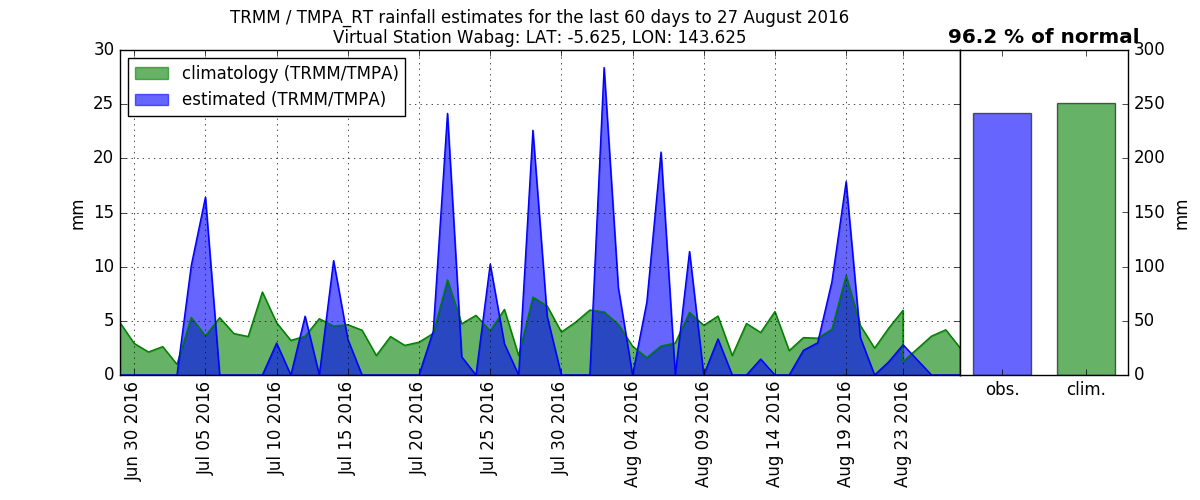 TRMM / TMPA_RT rainfall estimates for the last 60 days to 27 August 2016
Virtual Station Wabag: LAT: -5.625, LON: 143.625
96.2 % of normal
climatology (TRMM/TMPA)
estimated (TRMM/TMPA)
30
25
20
15
10
5
0
mm
300
250
200
150
100
50
0
mm
Jun 30 2016
Jul 05 2016
Jul 10 2016
Jul 15 2016
Jul 20 2016
Jul 25 2016
Jul 30 2016
Aug 04 2016
Aug 09 2016
Aug 14 2016
Aug 19 2016
Aug 23 2016
obs.
clim.